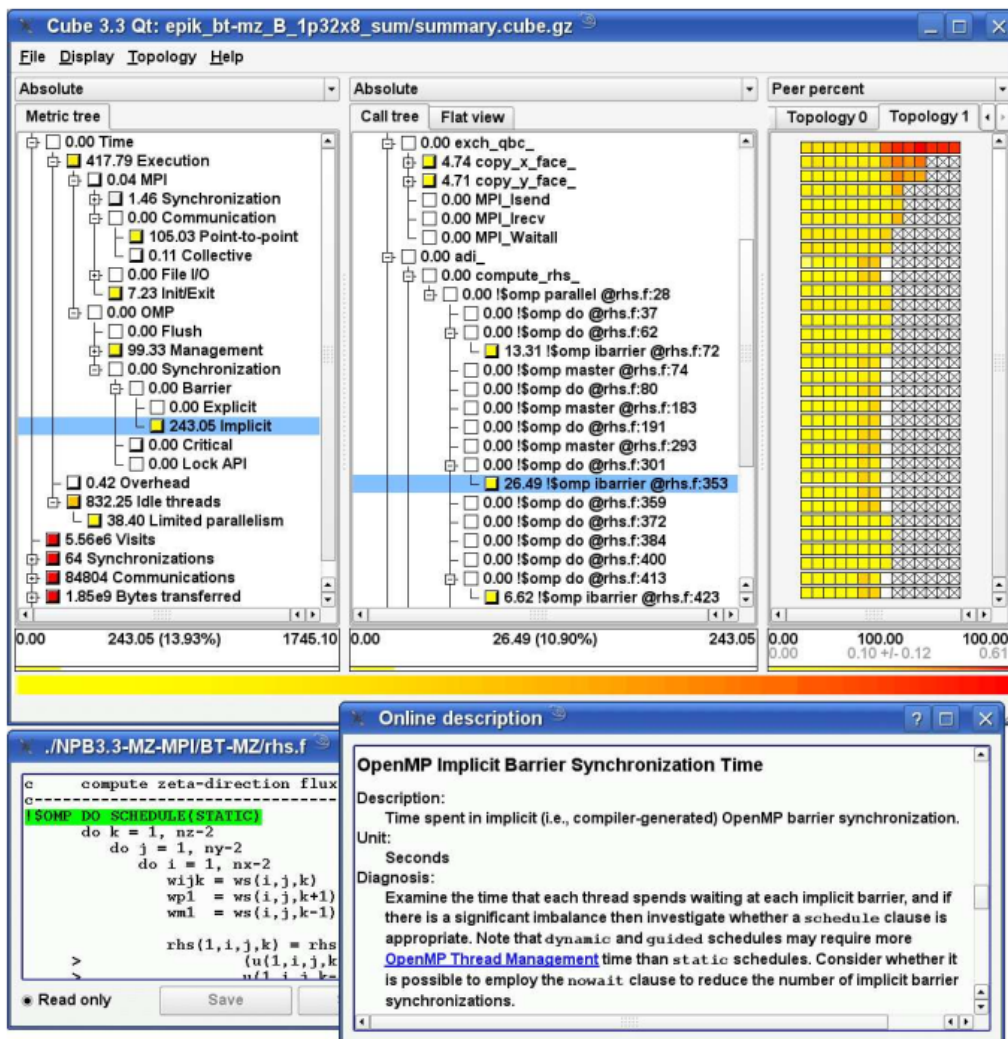 Cube 3.3 Qt: epik_bt-mz_B_1p32x8_sum/summary.cube.gz
File Display Topology Help
Absolute
Metric tree
0.00 Time
417.79 Execution
0.04 MPI
1.46 Synchronization
0.00 Communication
105.03 Point-to-point
0.11 Collective
0.00 File I/O
7.23 Init/Exit
0.00 OMP
0.00 Flush
99.33 Management
0.00 Synchronization
0.00 Barrier
0.00 Explicit
243.05 Implicit
0.00 Critical
0.00 Lock API
0.42 Overhead
832.25 Idle threads
38.40 Limited parallelism
5.56e6 Visits
64 Synchronizations
84804 Communications
1.85e9 Bytes transferred
0.00 243.05 (13.93%) 1745.10
Absolute
Call tree Flat view
0.00 exch_qbc_
4.74 copy_x_face_
4.71 copy_y_face_
0.00 MPI_Isend
0.00 MPI_Irecv
0.00 MPI_Waitall
0.00 adi_
0.00 compute_rhs_
0.00 !$omp parallel @rhs.f:28
0.00 !$omp do @rhs.f:37
0.00 !$omp do @rhs.f:62
13.31 !$omp ibarrier @rhs.f:72
0.00 !$omp master @rhs.f:74
0.00 !$omp do @rhs.f:80
0.00 !$omp master @rhs.f:183
0.00 !$omp do @rhs.f:191
0.00 !$omp master @rhs.f:293
0.00 !$omp do @rhs.f:301
26.49 !$omp ibarrier @rhs.f:353
0.00 !$omp do @rhs.f:359
0.00 !$omp do @rhs.f:372
0.00 !$omp do @rhs.f:384
0.00 !$omp do @rhs.f:400
0.00 !$omp do @rhs.f:413
6.62 !$omp ibarrier @rhs.f:423
0.00 26.49 (10.90%) 243.05
Peer percent
Topology 0 Topology 1
0.00 100.00 100.00
0.00 0.10 +/- 0.12 0.61
./NPB3.3-MZ-MPI/BT-MZ/rhs.f
c compute zeta-direction flux
c---------------------------------
!$OMP DO SCHEDULE(STATIC)
do k = 1, nz-2
do j = 1, ny-2
do i = 1, nx-2
wijk = ws(i,j,k)
wp1 = ws(i,j,k+1)
wm1 = ws(i,j,k-1)
rhs(1,i,j,k) = rhs
> (u(1,i,j,k
Read only Save
Online description
OpenMP Implicit Barrier Synchronization Time
Description:
Time spent in implicit (i.e., compiler-generated) OpenMP barrier synchronization.
Unit:
Seconds
Diagnosis:
Examine the time that each thread spends waiting at each implicit barrier, and if
there is a significant imbalance then investigate whether a schedule clause is
appropriate. Note that dynamic and guided schedules may require more
OpenMP Thread Management time than static schedules. Consider whether it
is possible to employ the nowait clause to reduce the number of implicit barrier
synchronizations.